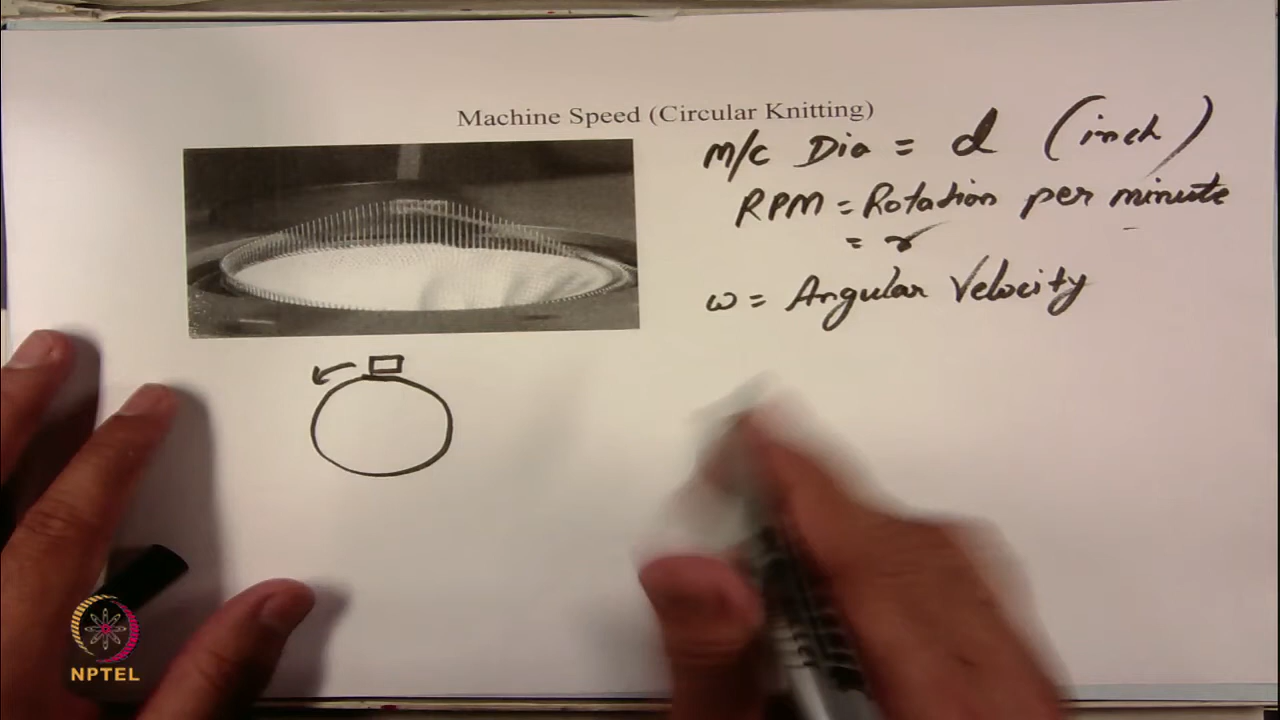 Machine Speed (Circular Knitting)
M/C Dia = d (inch)
RPM = Rotation per minute
= r
ω = Angular Velocity
NPTEL